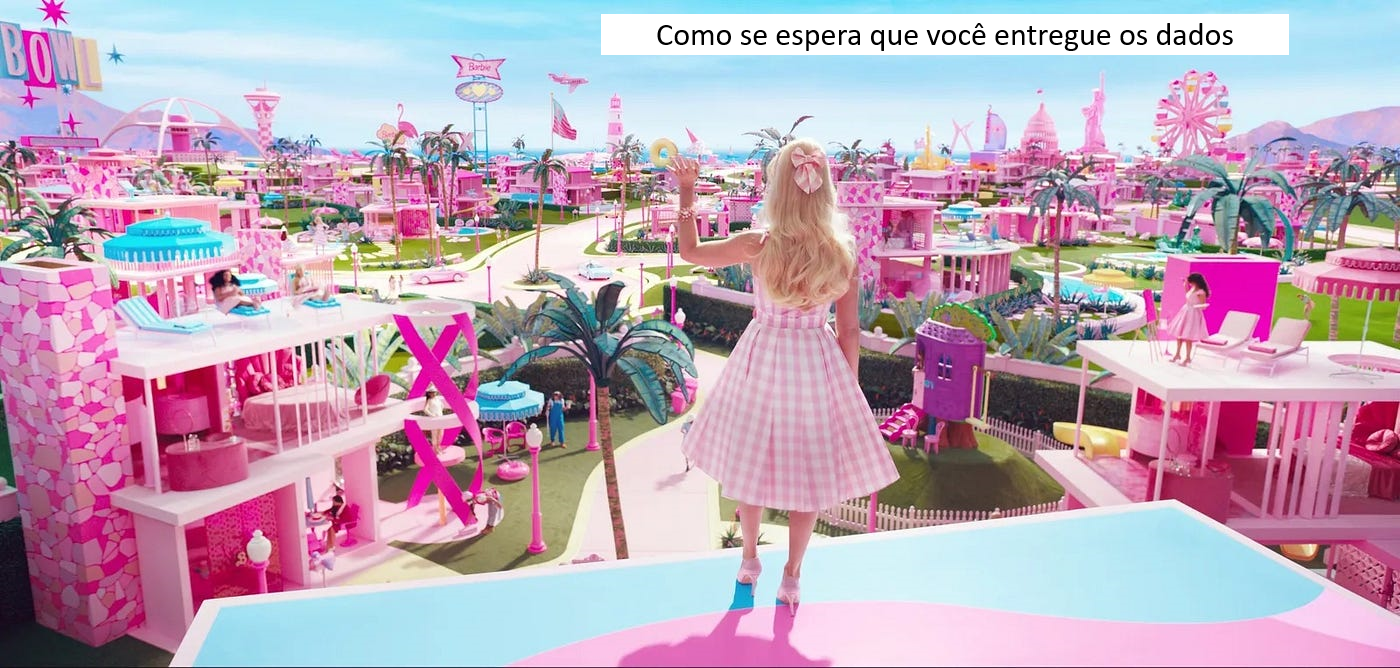 Como se espera que você entregue os dados
BOWL
Barbie